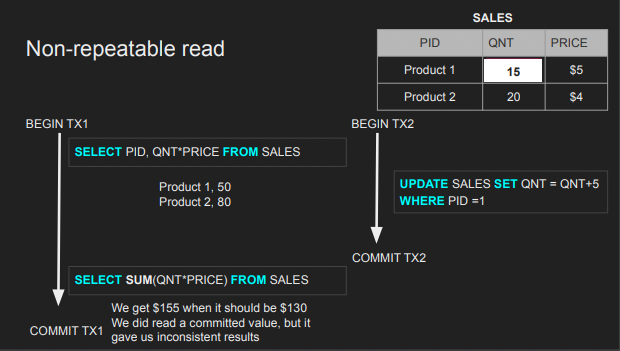 SALES
Non-repeatable read
PID QNT PRICE
Product 1 15 $5
Product 2 20 $4
BEGIN TX1
BEGIN TX2
SELECT PID, QNT*PRICE FROM SALES
Product 1, 50
Product 2, 80
UPDATE SALES SET QNT = QNT+5
WHERE PID =1
COMMIT TX2
SELECT SUM(QNT*PRICE) FROM SALES
We get $155 when it should be $130
We did read a committed value, but it
gave us inconsistent results
COMMIT TX1